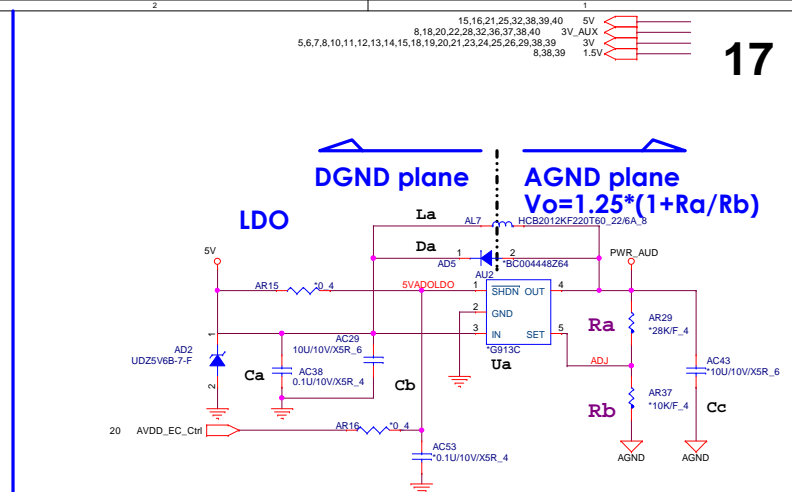 2
1
15,16,21,25,32,38,39,40 5V
8,18,20,22,28,32,36,37,38,40 3V_AUX
5,6,7,8,10,11,12,13,14,15,18,19,20,21,23,24,25,26,29,38,39 3V
8,38,39 1.5V
17
DGND plane
AGND plane
Vo=1.25*(1+Ra/Rb)
LDO
La
AL7
HCB2012KF220T60_22/6A_8
Da
5V
AD5
1
2
*BC004448Z64
PWR_AUD
AU2
AR15
*0_4
5VADOLDO
1
SHDN OUT
4
2
GND
3
IN SET
5
*G913C
Ua
Ra
AR29
*28K/F_4
ADJ
1
AD2
UDZ5V6B-7-F
2
AC29
10U/10V/X5R_6
Ca
AC38
0.1U/10V/X5R_4
Cb
AC43
*10U/10V/X5R_6
Rb
AR37
*10K/F_4
Cc
20 AVDD_EC_Ctrl
AR16
*0_4
AC53
*0.1U/10V/X5R_4
AGND
AGND